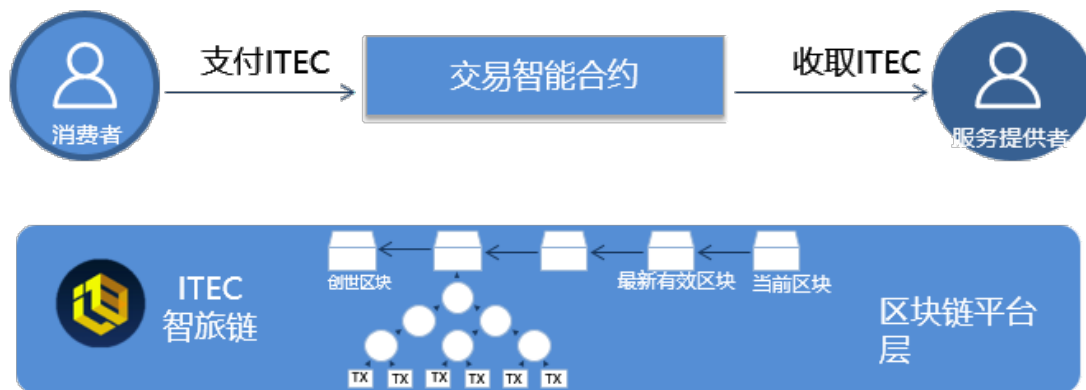 支付ITEC
交易智能合约
收取ITEC
消费者
服务提供者
ITEC
智旅链
创世区块
最新有效区块
当前区块
区块链平台
层
TX TX TX TX TX TX